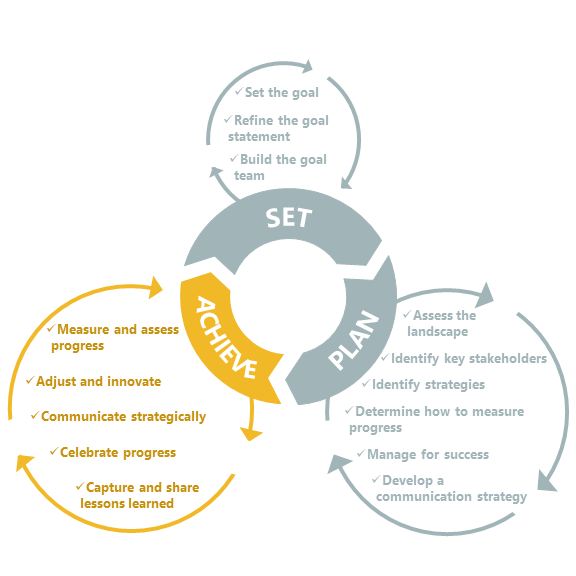 ✓Set the goal
✓Refine the goal
statement
✓Build the goal
team
SET
PLAN
✓Assess the
landscape
✓Identify key stakeholders
✓Identify strategies
✓Determine how to measure
progress
✓Manage for success
✓Develop a
communication strategy
ACHIEVE
✓Measure and assess
progress
✓Adjust and innovate
✓Communicate strategically
✓Celebrate progress
✓Capture and share
lessons learned